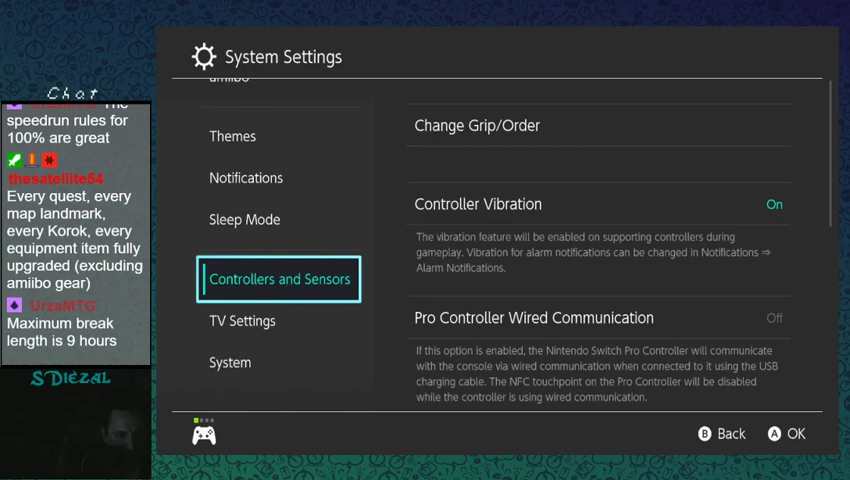 Chat
UrzaMTG The
speedrun rules for
100% are great
thesatellite54
Every quest, every
map landmark,
every Korok, every
equipment item fully
upgraded (excluding
amiibo gear)
UrzaMTG
Maximum break
length is 9 hours
SDIEZAL
System Settings
amiibo
Themes
Notifications
Sleep Mode
Controllers and Sensors
TV Settings
System
Change Grip/Order
Controller Vibration On
The vibration feature will be enabled on supporting controllers during
gameplay. Vibration for alarm notifications can be changed in Notifications ⇒
Alarm Notifications.
Pro Controller Wired Communication Off
If this option is enabled, the Nintendo Switch Pro Controller will communicate
with the console via wired communication when connected to it using the USB
charging cable. The NFC touchpoint on the Pro Controller will be disabled
while the controller is using wired communication.
B Back A OK